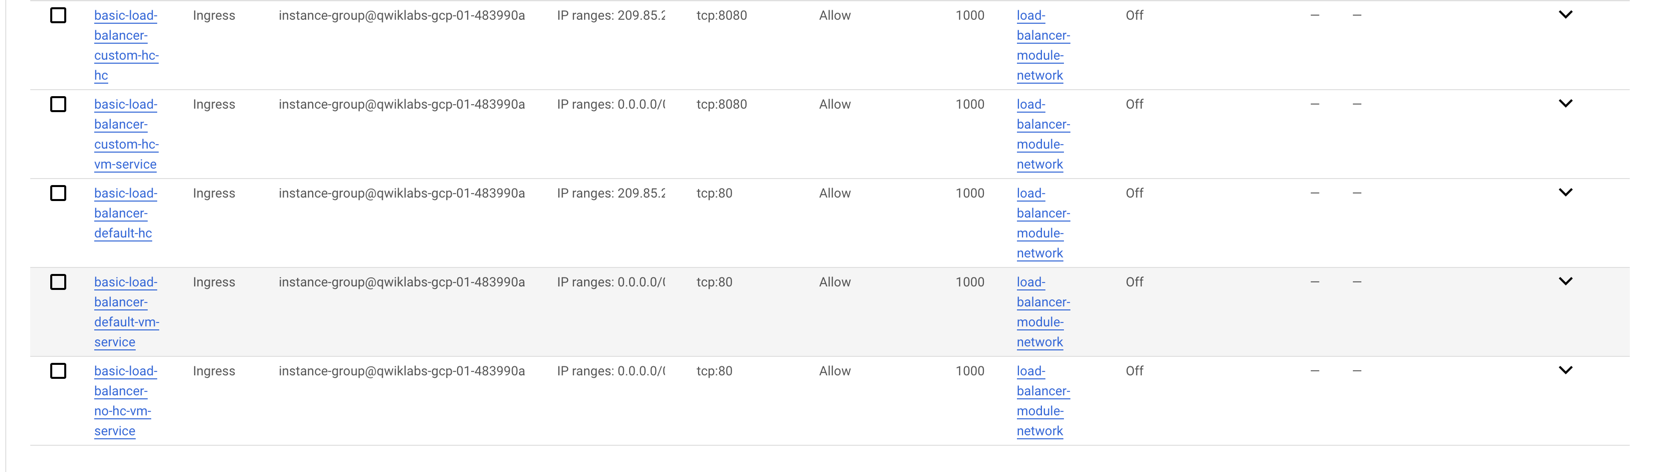 basic-load- Ingress instance-group@qwiklabs-gcp-01-483990a IP ranges: 209.85.2 tcp:8080 Allow 1000 load- Off — —
balancer- balancer-
custom-hc- module-
hc network
basic-load- Ingress instance-group@qwiklabs-gcp-01-483990a IP ranges: 0.0.0.0/( tcp:8080 Allow 1000 load- Off — —
balancer- balancer-
custom-hc- module-
vm-service network
basic-load- Ingress instance-group@qwiklabs-gcp-01-483990a IP ranges: 209.85.2 tcp:80 Allow 1000 load- Off — —
balancer- balancer-
default-hc module-
network
basic-load- Ingress instance-group@qwiklabs-gcp-01-483990a IP ranges: 0.0.0.0/( tcp:80 Allow 1000 load- Off — —
balancer- balancer-
default-vm- module-
service network
basic-load- Ingress instance-group@qwiklabs-gcp-01-483990a IP ranges: 0.0.0.0/( tcp:80 Allow 1000 load- Off — —
balancer- balancer-
no-hc-vm- module-
service network